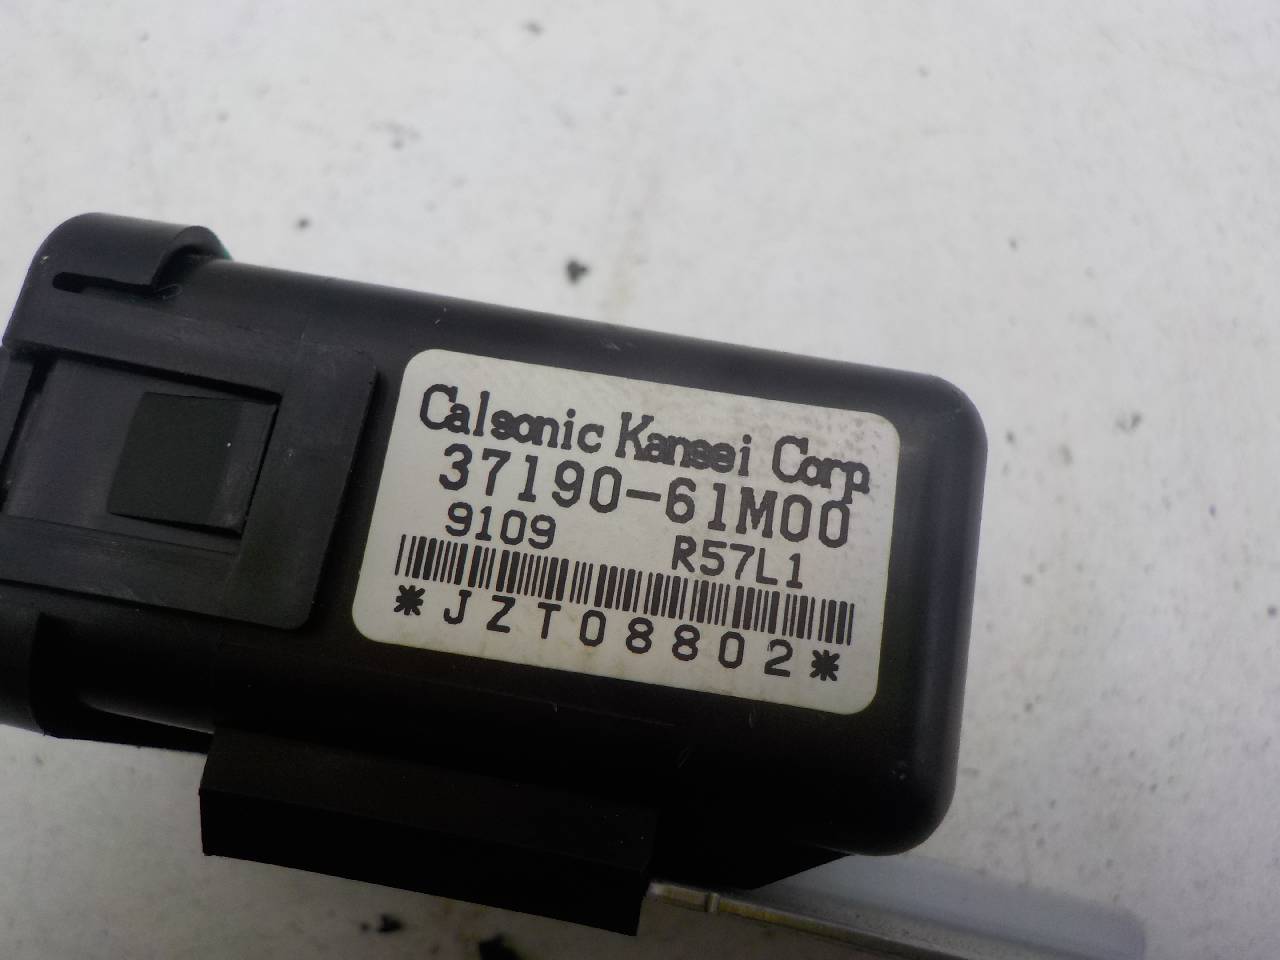 Calsonic Kansei Corp.
37190-61M00
9109 R57L1
*JZT08802*